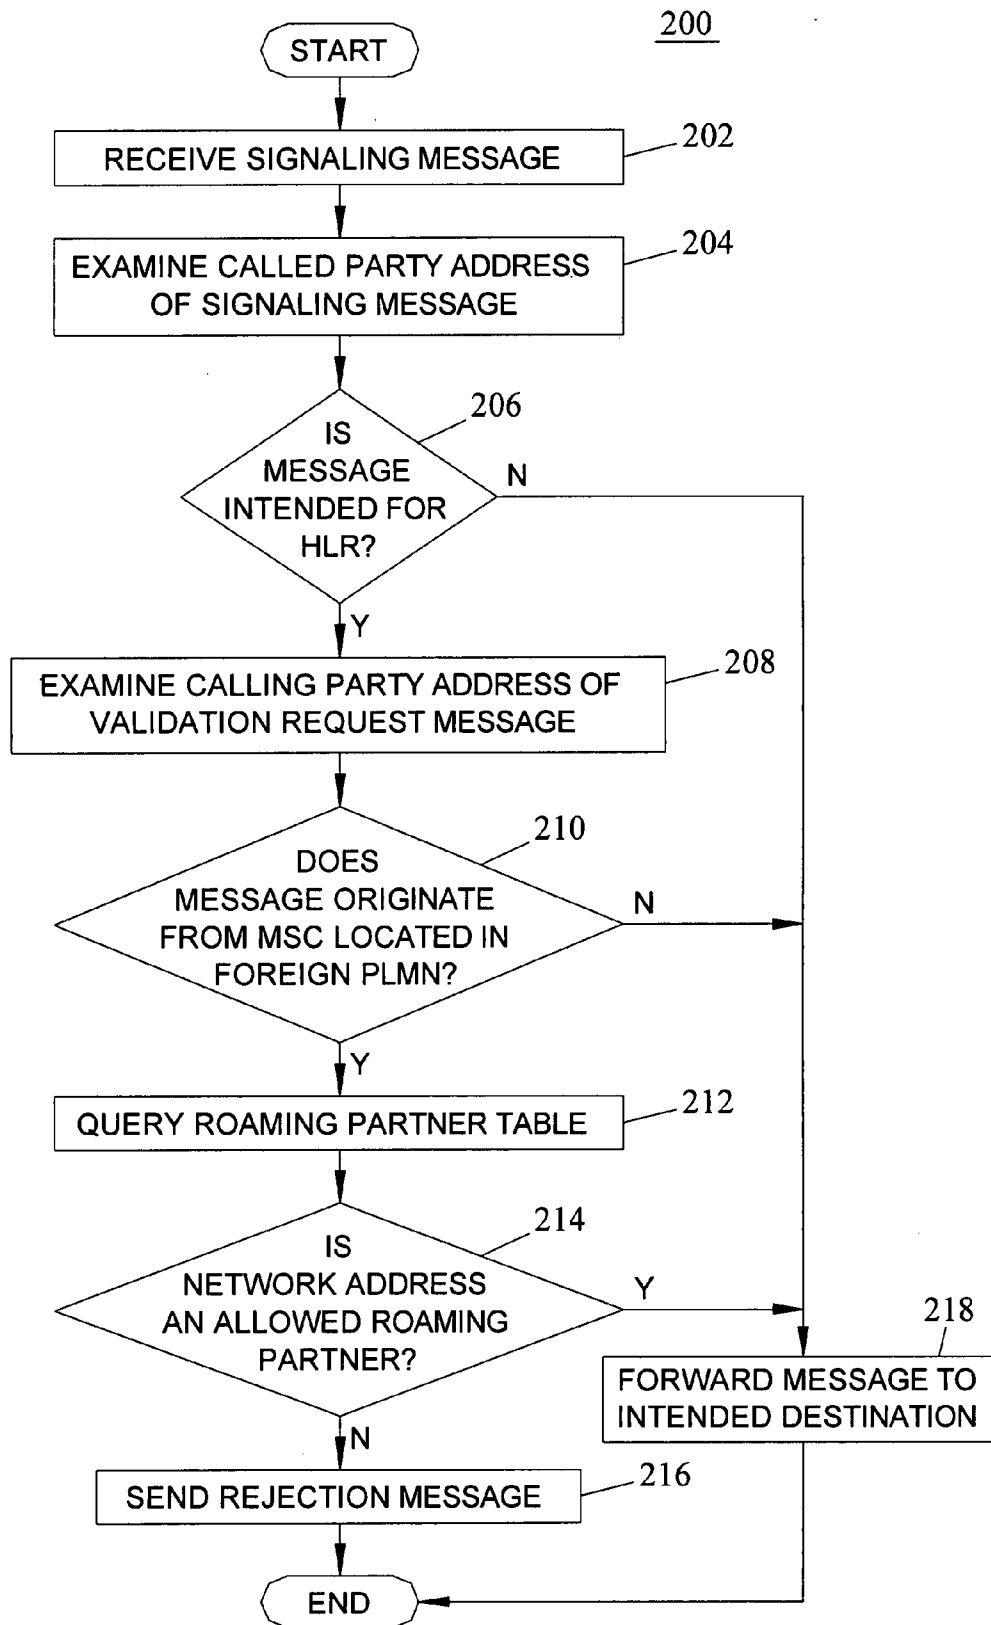 200
START
RECEIVE SIGNALING MESSAGE
202
EXAMINE CALLED PARTY ADDRESS
OF SIGNALING MESSAGE
204
IS
MESSAGE
INTENDED FOR
HLR?
206
N
Y
EXAMINE CALLING PARTY ADDRESS OF
VALIDATION REQUEST MESSAGE
208
DOES
MESSAGE ORIGINATE
FROM MSC LOCATED IN
FOREIGN PLMN?
210
N
Y
QUERY ROAMING PARTNER TABLE
212
IS
NETWORK ADDRESS
AN ALLOWED ROAMING
PARTNER?
214
Y
N
218
FORWARD MESSAGE TO
INTENDED DESTINATION
SEND REJECTION MESSAGE
216
END